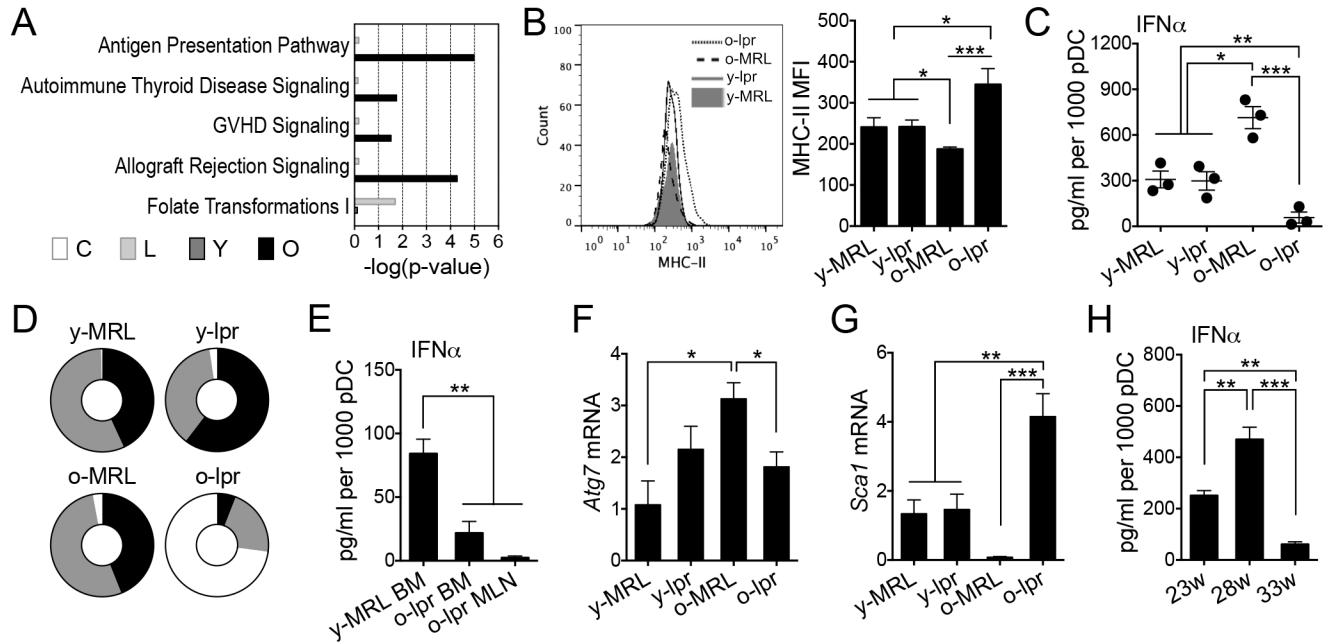 A
Antigen Presentation Pathway
Autoimmune Thyroid Disease Signaling
GVHD Signaling
Allograft Rejection Signaling
Folate Transformations I
C L Y O
0 1 2 3 4 5 6
-log(p-value)
B
100
80
60
40
20
0
Count
10^0 10^1 10^2 10^3 10^4 10^5
MHC-II
o-lpr
o-MRL
y-lpr
y-MRL
500
400
300
200
100
0
MHC-II MFI
*
*
***
y-MRL
y-lpr
o-MRL
o-lpr
C
IFNα
1200
900
600
300
0
pg/ml per 1000 pDC
**
*
***
y-MRL
y-lpr
o-MRL
o-lpr
D
y-MRL y-lpr
o-MRL o-lpr
E
IFNα
150
100
50
0
pg/ml per 1000 pDC
**
y-MRL BM
o-lpr BM
o-lpr MLN
F
4
3
2
1
0
Atg7 mRNA
* *
y-MRL
y-lpr
o-MRL
o-lpr
G
6
4
2
0
Sca1 mRNA
**
***
y-MRL
y-lpr
o-MRL
o-lpr
H
IFNα
800
600
400
200
0
pg/ml per 1000 pDC
**
** ***
23w
28w
33w